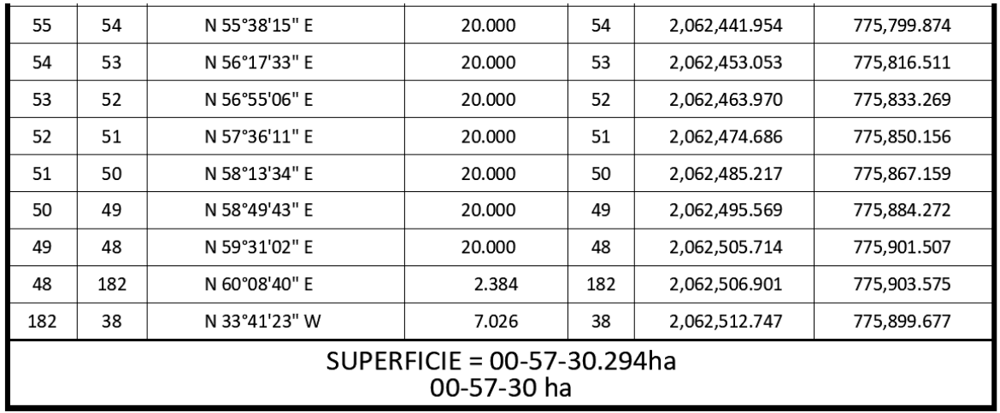 55 54 N 55°38'15" E 20.000 54 2,062,441.954 775,799.874
54 53 N 56°17'33" E 20.000 53 2,062,453.053 775,816.511
53 52 N 56°55'06" E 20.000 52 2,062,463.970 775,833.269
52 51 N 57°36'11" E 20.000 51 2,062,474.686 775,850.156
51 50 N 58°13'34" E 20.000 50 2,062,485.217 775,867.159
50 49 N 58°49'43" E 20.000 49 2,062,495.569 775,884.272
49 48 N 59°31'02" E 20.000 48 2,062,505.714 775,901.507
48 182 N 60°08'40" E 2.384 182 2,062,506.901 775,903.575
182 38 N 33°41'23" W 7.026 38 2,062,512.747 775,899.677
SUPERFICIE = 00-57-30.294ha
00-57-30 ha